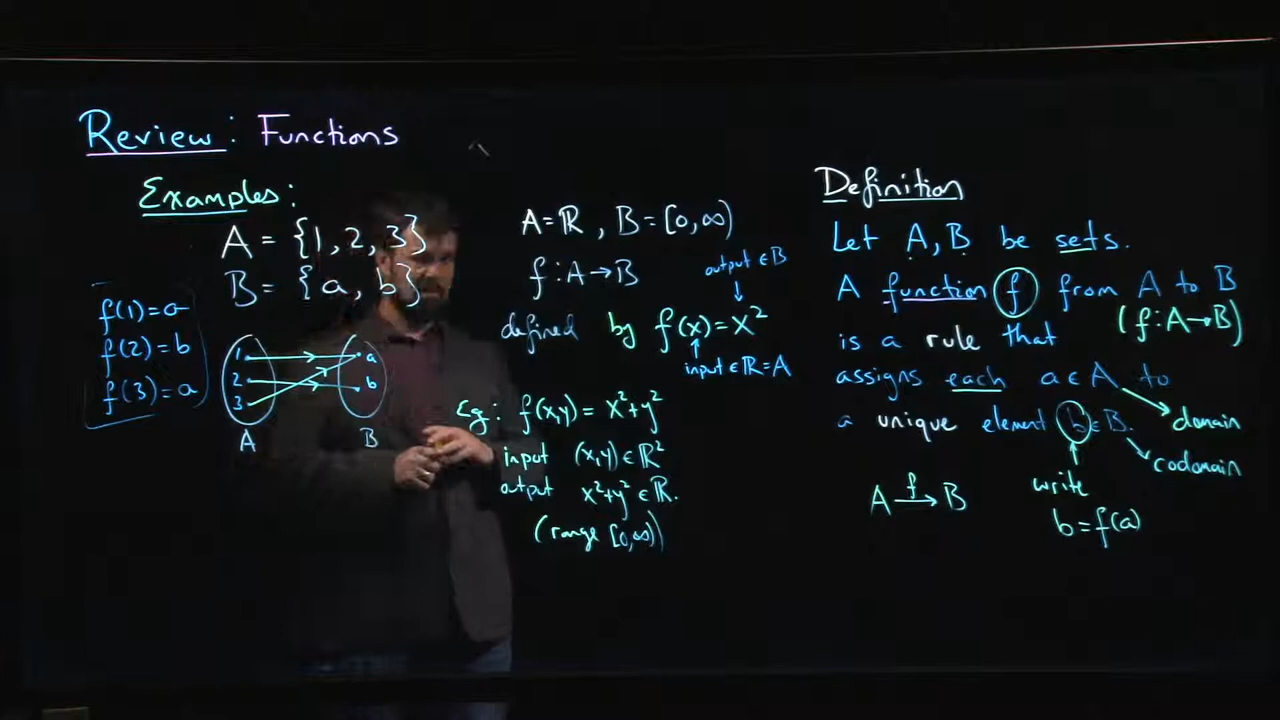 Review: Functions
Examples:
A = {1, 2, 3}
B = {a, b}
f(1) = a
f(2) = b
f(3) = a
1
2
3
a
b
A
B
A = ℝ, B = [0, ∞)
f : A → B
output ∈ B
defined by f(x) = x²
input ∈ ℝ = A
Eg: f(x,y) = x² + y²
input (x,y) ∈ ℝ²
output x² + y² ∈ ℝ.
(range [0, ∞))
Definition
Let A, B be sets.
A function f from A to B
is a rule that (f : A → B)
assigns each a ∈ A to
a unique element b ∈ B.
domain
codomain
write
b = f(a)
A f→ B